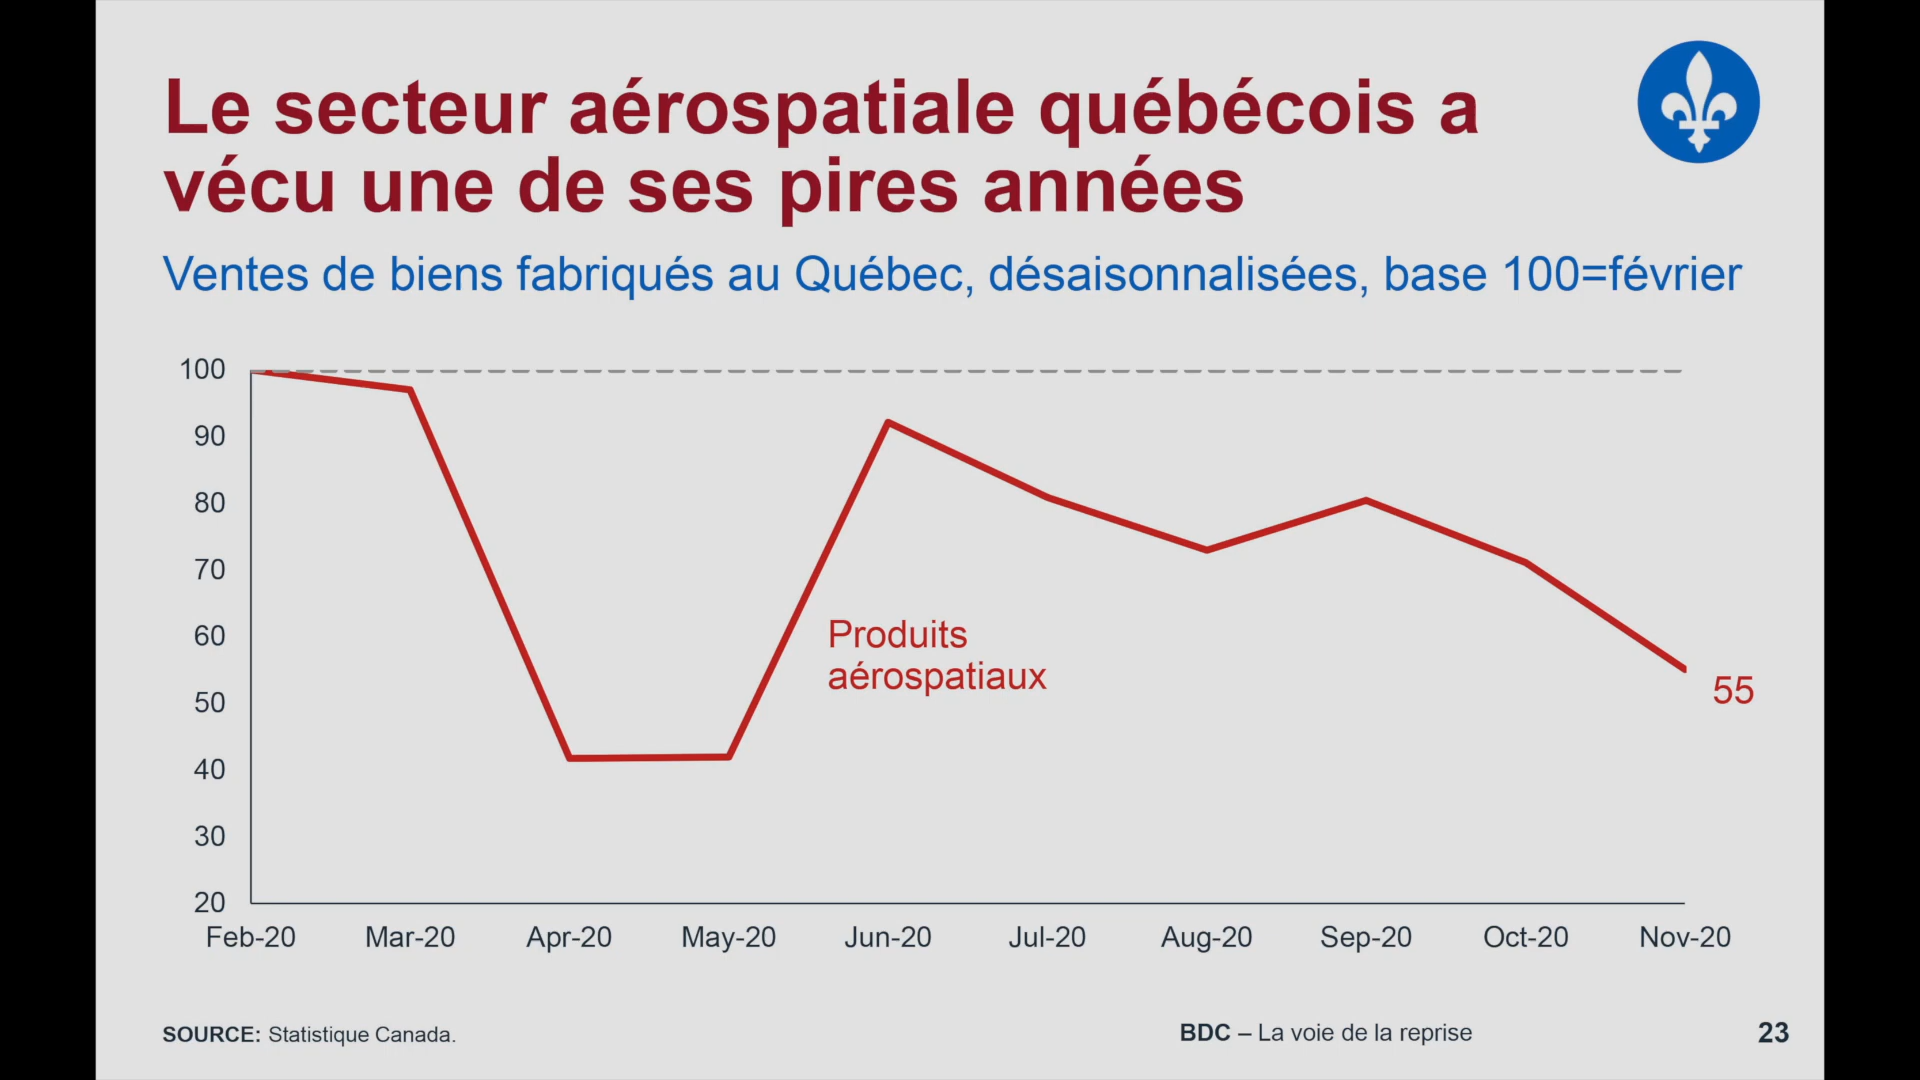 Le secteur aérospatiale québécois a
vécu une de ses pires années
Ventes de biens fabriqués au Québec, désaisonnalisées, base 100=février
100
90
80
70
60
50
40
30
20
Produits
aérospatiaux
55
Feb-20 Mar-20 Apr-20 May-20 Jun-20 Jul-20 Aug-20 Sep-20 Oct-20 Nov-20
SOURCE: Statistique Canada.
BDC – La voie de la reprise
23